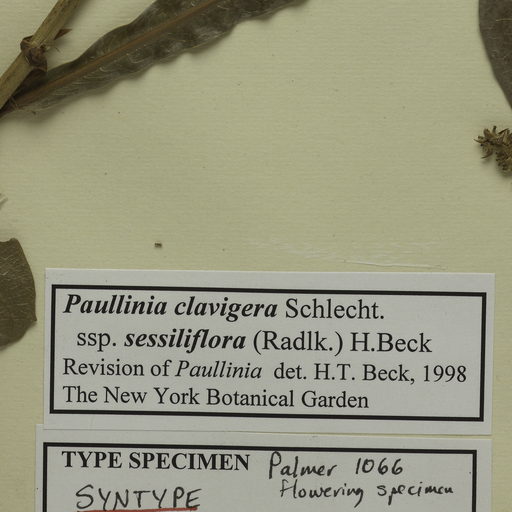 Paullinia clavigera Schlecht.
ssp. sessiliflora (Radlk.) H.Beck
Revision of Paullinia det. H.T. Beck, 1998
The New York Botanical Garden
TYPE SPECIMEN Palmer 1066
SYNTYPE flowering specimen